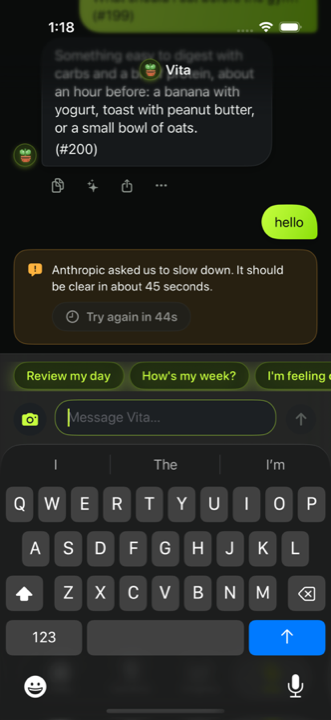 1:18
(#199)
Vita
Something easy to digest with
carbs and a b protein, about
an hour before: a banana with
yogurt, toast with peanut butter,
or a small bowl of oats.
(#200)
hello
Anthropic asked us to slow down. It should
be clear in about 45 seconds.
Try again in 44s
Review my day
How's my week?
I'm feeling
Message Vita...
I
The
I'm
Q W E R T Y U I O P
A S D F G H J K L
Z X C V B N M
123